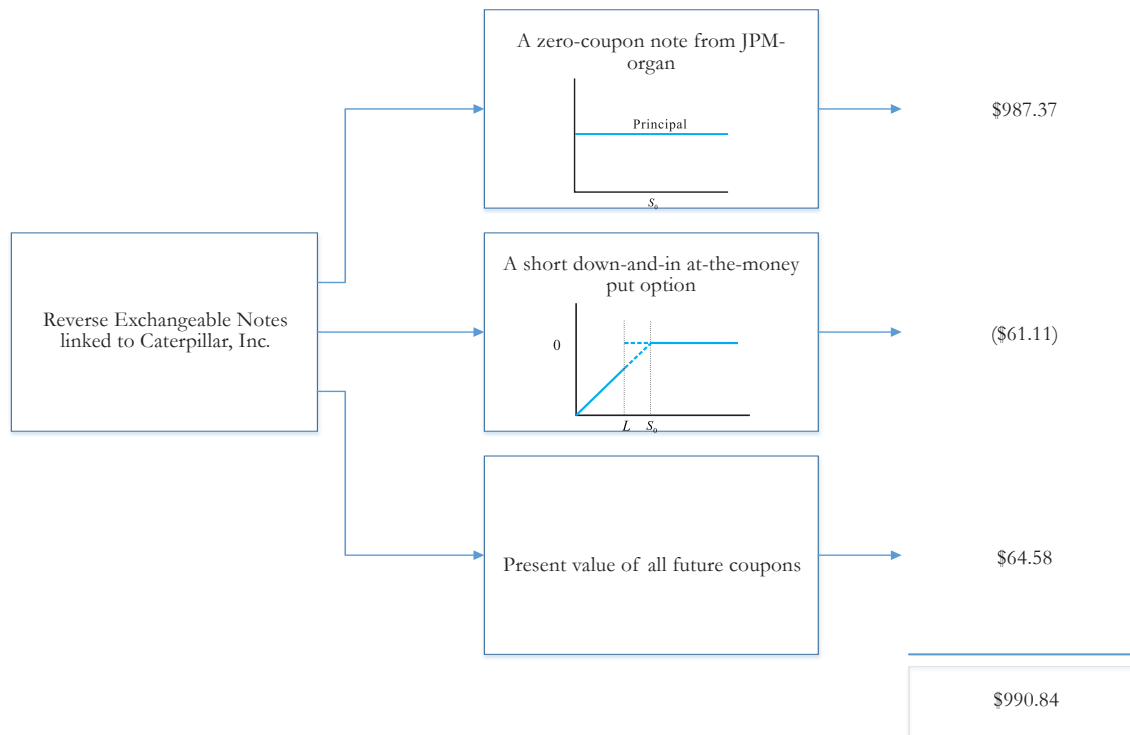 A zero-coupon note from JPM-
organ
Principal
S₀
$987.37
Reverse Exchangeable Notes
linked to Caterpillar, Inc.
A short down-and-in at-the-money
put option
0
L S₀
($61.11)
Present value of all future coupons
$64.58
$990.84